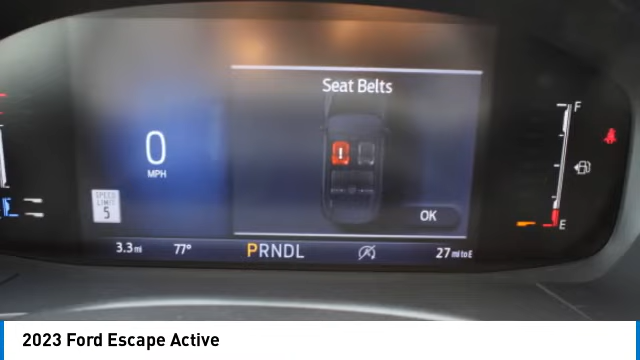 Seat Belts
F
0
MPH
!
SPEED
LIMIT
5
OK
E
3.3 mi
77°
PRNDL
27 mi to E
2023 Ford Escape Active